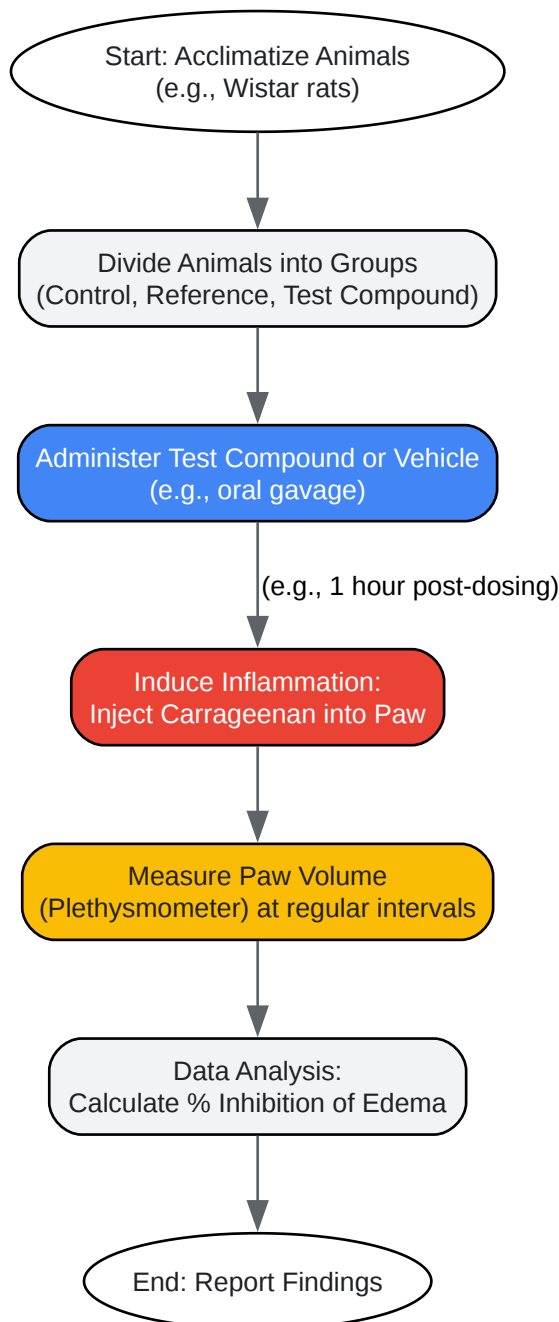 Start: Acclimatize Animals
(e.g., Wistar rats)
Divide Animals into Groups
(Control, Reference, Test Compound)
Administer Test Compound or Vehicle
(e.g., oral gavage)
(e.g., 1 hour post-dosing)
Induce Inflammation:
Inject Carrageenan into Paw
Measure Paw Volume
(Plethysmometer) at regular intervals
Data Analysis:
Calculate % Inhibition of Edema
End: Report Findings